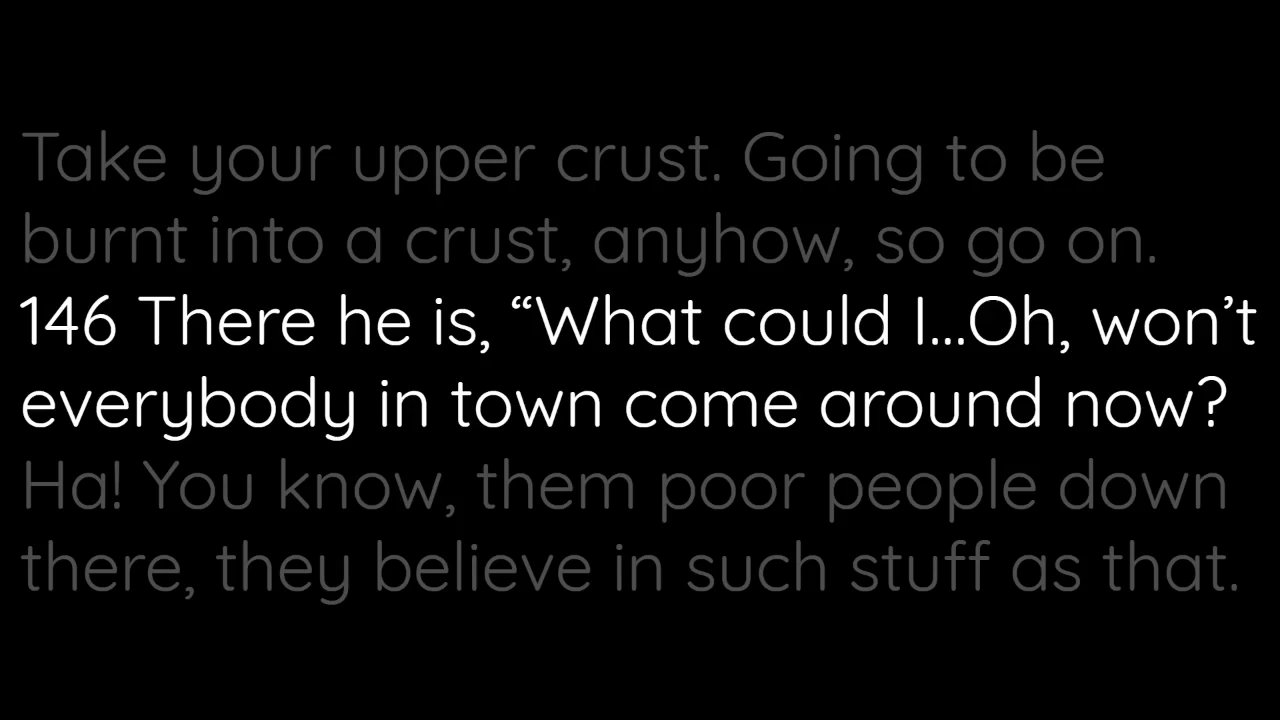 Take your upper crust. Going to be
burnt into a crust, anyhow, so go on.
146 There he is, “What could I...Oh, won’t
everybody in town come around now?
Ha! You know, them poor people down
there, they believe in such stuff as that.